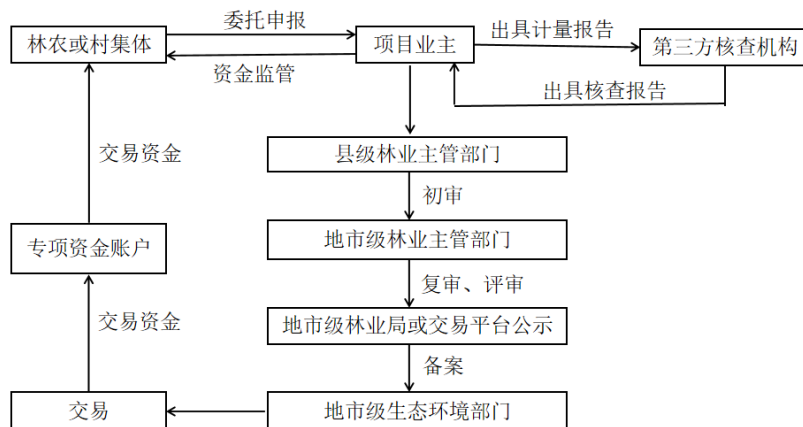 委托申报
林农或村集体
项目业主
出具计量报告
第三方核查机构
资金监管
出具核查报告
交易资金
县级林业主管部门
初审
专项资金账户
地市级林业主管部门
复审、评审
交易资金
地市级林业局或交易平台公示
备案
交易
地市级生态环境部门